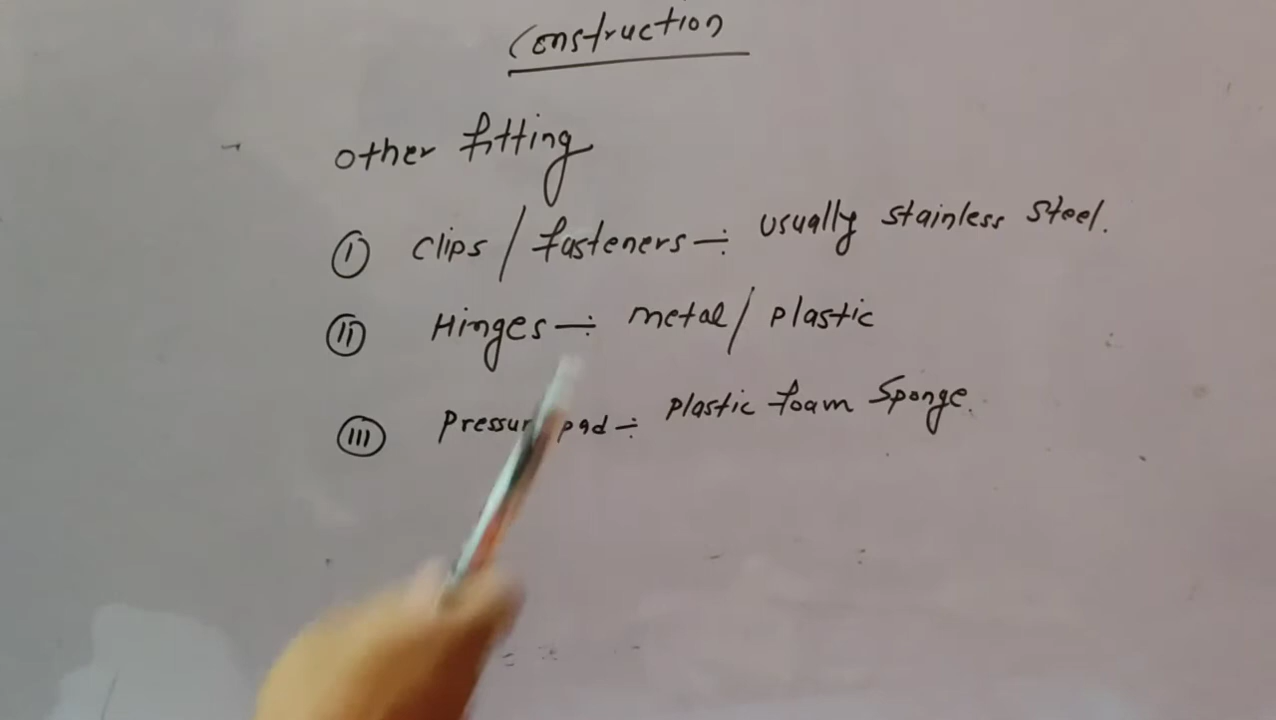 Construction
other fitting
(I) Clips / fasteners - : usually stainless steel.
(II) Hinges - : metal / plastic
(III) pressur pad - : plastic foam sponge.